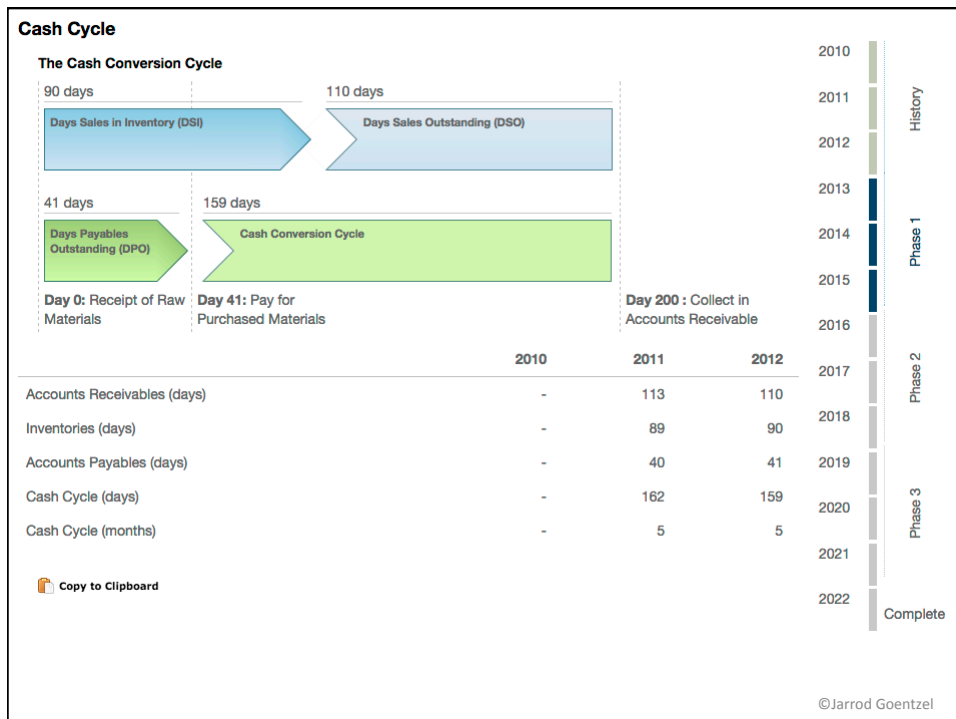 Cash Cycle
The Cash Conversion Cycle
90 days
110 days
Days Sales in Inventory (DSI)
Days Sales Outstanding (DSO)
41 days
159 days
Days Payables
Outstanding (DPO)
Cash Conversion Cycle
Day 0: Receipt of Raw
Materials
Day 41: Pay for
Purchased Materials
Day 200 : Collect in
Accounts Receivable
2010 2011 2012
Accounts Receivables (days) - 113 110
Inventories (days) - 89 90
Accounts Payables (days) - 40 41
Cash Cycle (days) - 162 159
Cash Cycle (months) - 5 5
Copy to Clipboard
2010
2011
2012
History
2013
2014
2015
Phase 1
2016
2017
2018
Phase 2
2019
2020
2021
Phase 3
2022
Complete
©Jarrod Goentzel